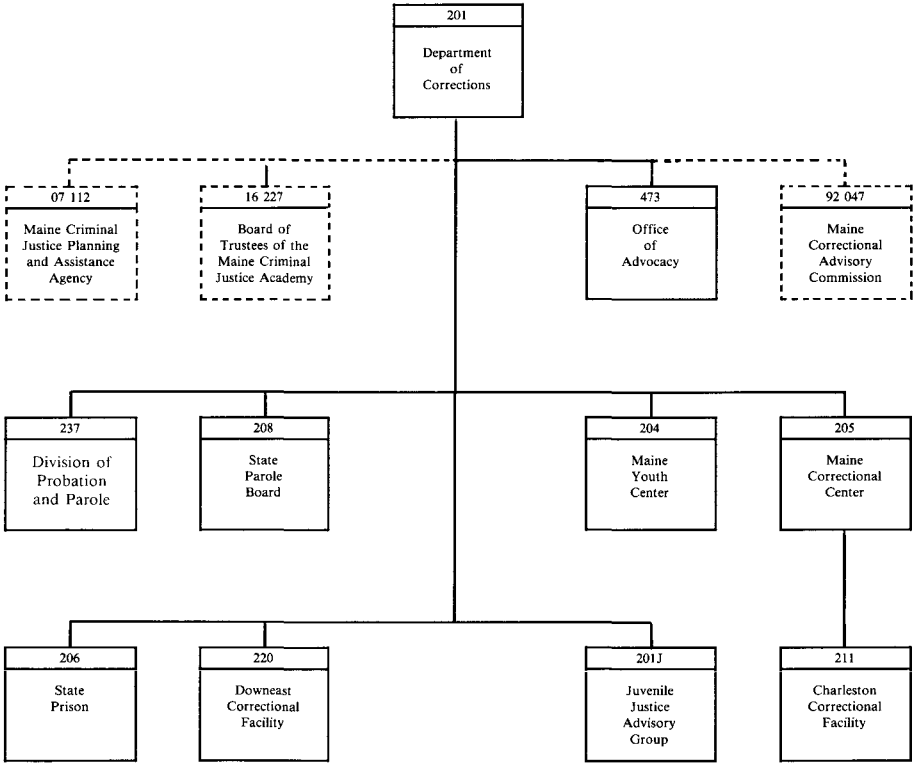 201
Department
of
Corrections
07 112
Maine Criminal
Justice Planning
and Assistance
Agency
16 227
Board of
Trustees of the
Maine Criminal
Justice Academy
473
Office
of
Advocacy
92 047
Maine
Correctional
Advisory
Commission
237
Division of
Probation
and Parole
208
State
Parole
Board
204
Maine
Youth
Center
205
Maine
Correctional
Center
206
State
Prison
220
Downeast
Correctional
Facility
201J
Juvenile
Justice
Advisory
Group
211
Charleston
Correctional
Facility